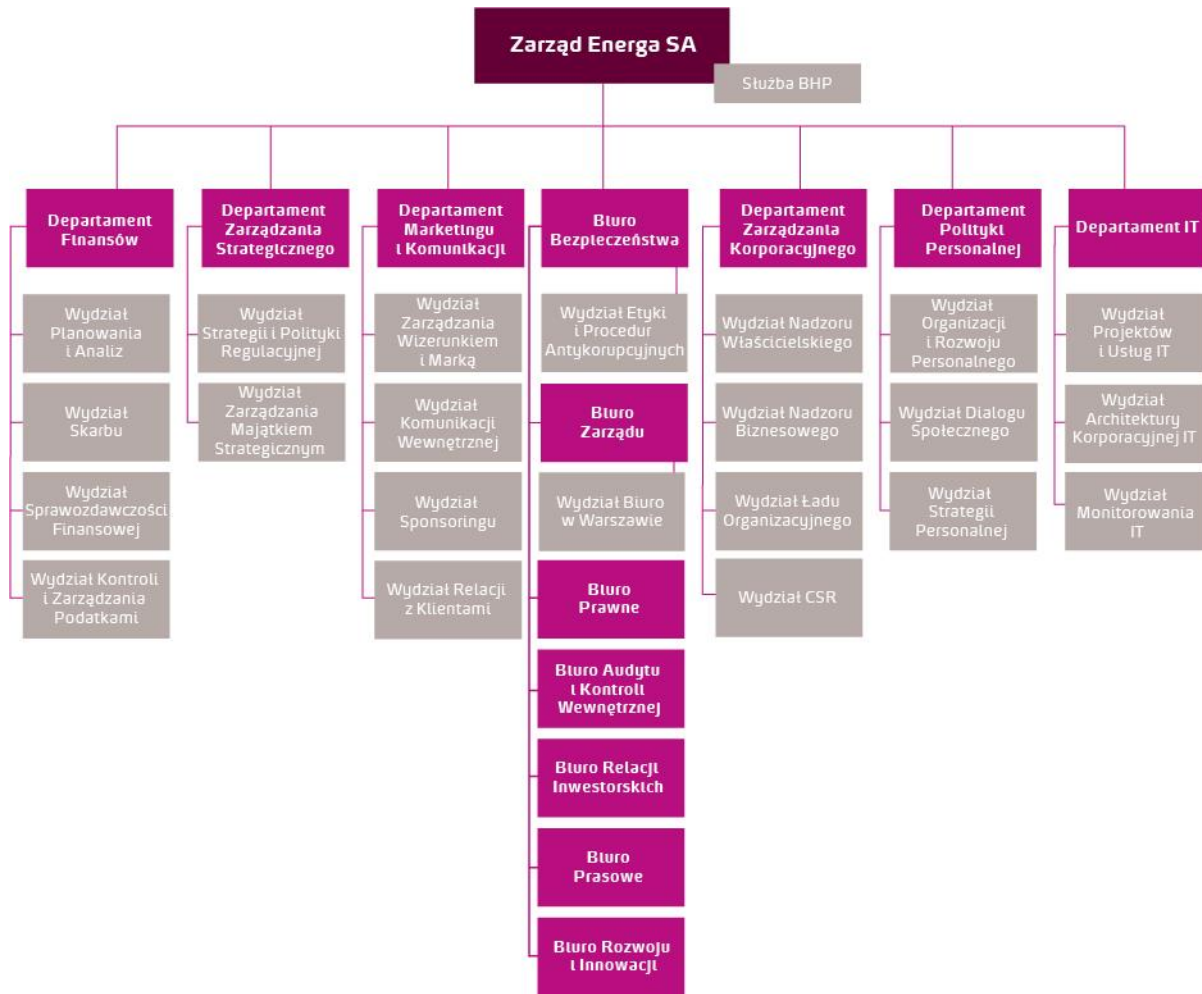 Zarząd Energa SA
Służba BHP
Departament
Finansów
Wydział
Planowania
i Analiz
Wydział
Skarbu
Wydział
Sprawozdawczości
Finansowej
Wydział Kontroli
i Zarządzania
Podatkami
Departament
Zarządzania
Strategicznego
Wydział
Strategii i Polityki
Regulacyjnej
Wydział
Zarządzania
Majątkiem
Strategicznym
Departament
Marketingu
i Komunikacji
Wydział
Zarządzania
Wizerunkiem
i Marką
Wydział
Komunikacji
Wewnętrznej
Wydział
Sponsoringu
Wydział Relacji
z Klientami
Biuro
Bezpieczeństwa
Wydział Etyki
i Procedur
Antykorupcyjnych
Biuro
Zarządu
Wydział Biuro
w Warszawie
Biuro
Prawne
Biuro Audytu
i Kontroli
Wewnętrznej
Biuro Relacji
Inwestorskich
Biuro
Prasowe
Biuro Rozwoju
i Innowacji
Departament
Zarządzania
Korporacyjnego
Wydział Nadzoru
Właścicielskiego
Wydział Nadzoru
Biznesowego
Wydział Ładu
Organizacyjnego
Wydział CSR
Departament
Polityki
Personalnej
Wydział
Organizacji
i Rozwoju
Personalnego
Wydział Dialogu
Społecznego
Wydział
Strategii
Personalnej
Departament IT
Wydział
Projektów
i Usług IT
Wydział
Architektury
Korporacyjnej IT
Wydział
Monitorowania
IT